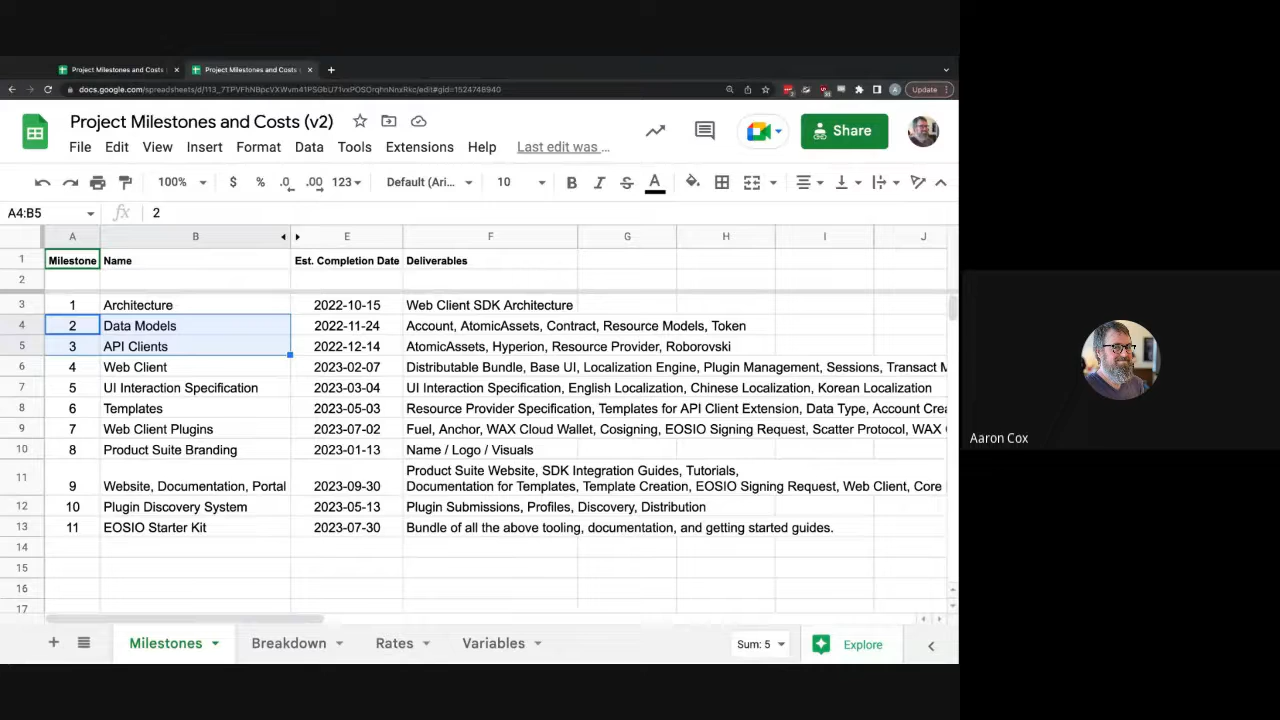 Project Milestones and Costs
Project Milestones and Costs
Update
Project Milestones and Costs (v2)
Share
File Edit View Insert Format Data Tools Extensions Help Last edit was ...
100% $ % .0 .00 123 Default (Ari... 10 B I S A
A4:B5 fx 2
A B E F G H I J
1 Milestone Name Est. Completion Date Deliverables
2
3 1 Architecture 2022-10-15 Web Client SDK Architecture
4 2 Data Models 2022-11-24 Account, AtomicAssets, Contract, Resource Models, Token
5 3 API Clients 2022-12-14 AtomicAssets, Hyperion, Resource Provider, Roborovski
6 4 Web Client 2023-02-07 Distributable Bundle, Base UI, Localization Engine, Plugin Management, Sessions, Transact M
7 5 UI Interaction Specification 2023-03-04 UI Interaction Specification, English Localization, Chinese Localization, Korean Localization
8 6 Templates 2023-05-03 Resource Provider Specification, Templates for API Client Extension, Data Type, Account Crea
9 7 Web Client Plugins 2023-07-02 Fuel, Anchor, WAX Cloud Wallet, Cosigning, EOSIO Signing Request, Scatter Protocol, WAX
10 8 Product Suite Branding 2023-01-13 Name / Logo / Visuals
11 Product Suite Website, SDK Integration Guides, Tutorials,
9 Website, Documentation, Portal 2023-09-30 Documentation for Templates, Template Creation, EOSIO Signing Request, Web Client, Core
12 10 Plugin Discovery System 2023-05-13 Plugin Submissions, Profiles, Discovery, Distribution
13 11 EOSIO Starter Kit 2023-07-30 Bundle of all the above tooling, documentation, and getting started guides.
14
15
16
17
Milestones Breakdown Rates Variables Sum: 5 Explore
Aaron Cox